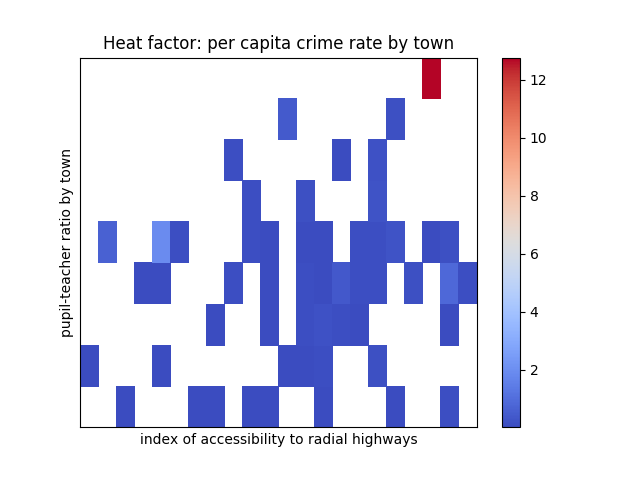 Heat factor: per capita crime rate by town
pupil-teacher ratio by town
index of accessibility to radial highways
12
10
8
6
4
2